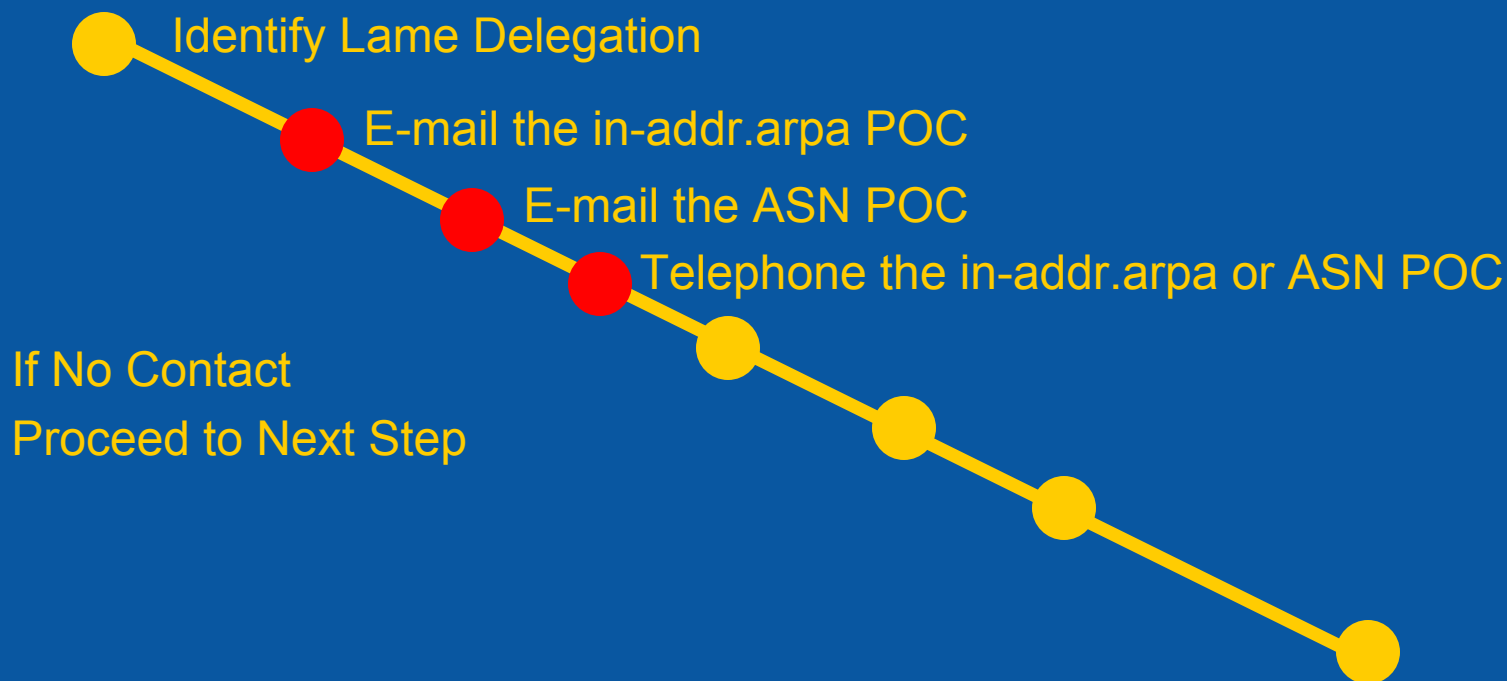 Identify Lame Delegation
E-mail the in-addr.arpa POC
E-mail the ASN POC
Telephone the in-addr.arpa or ASN POC
If No Contact
Proceed to Next Step